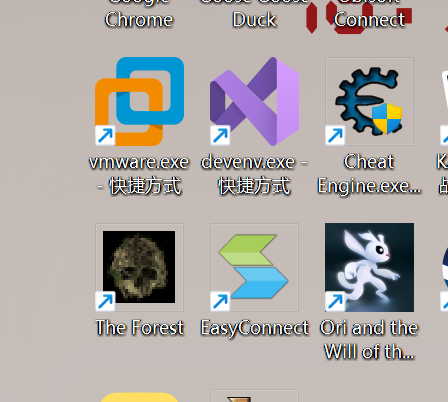 Google
Chrome
Goose Goose
Duck
Ubisoft
Connect
vmware.exe
- 快捷方式
devenv.exe -
快捷方式
Cheat
Engine.exe...
The Forest
EasyConnect
Ori and the
Will of th...